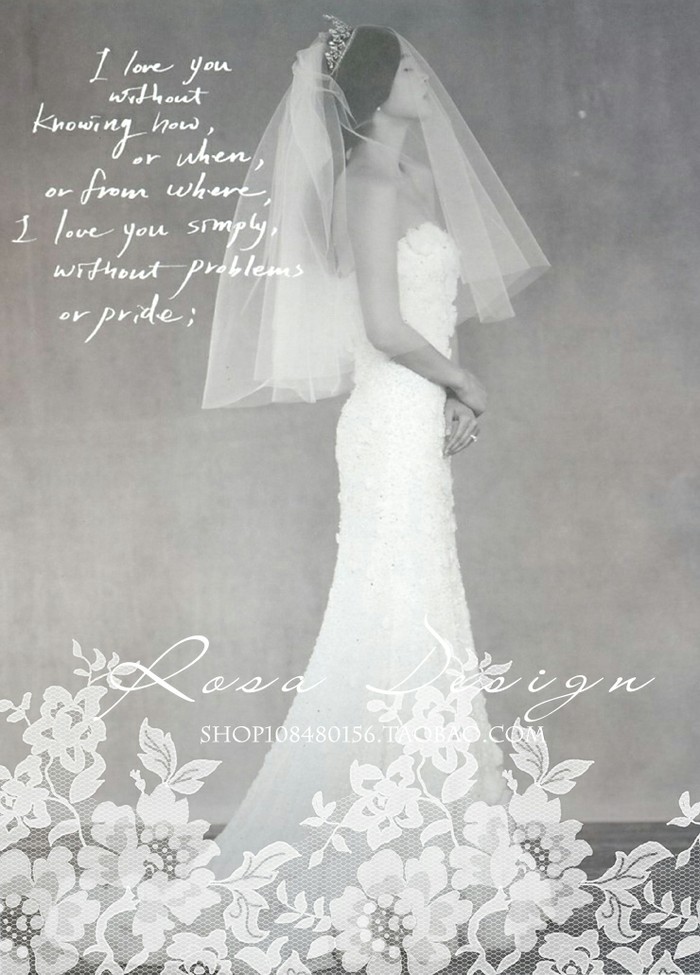 I love you
without
knowing how,
or when,
or from where,
I love you simply,
without problems
or pride;
Rosa Design
SHOP108480156.TAOBAO.COM